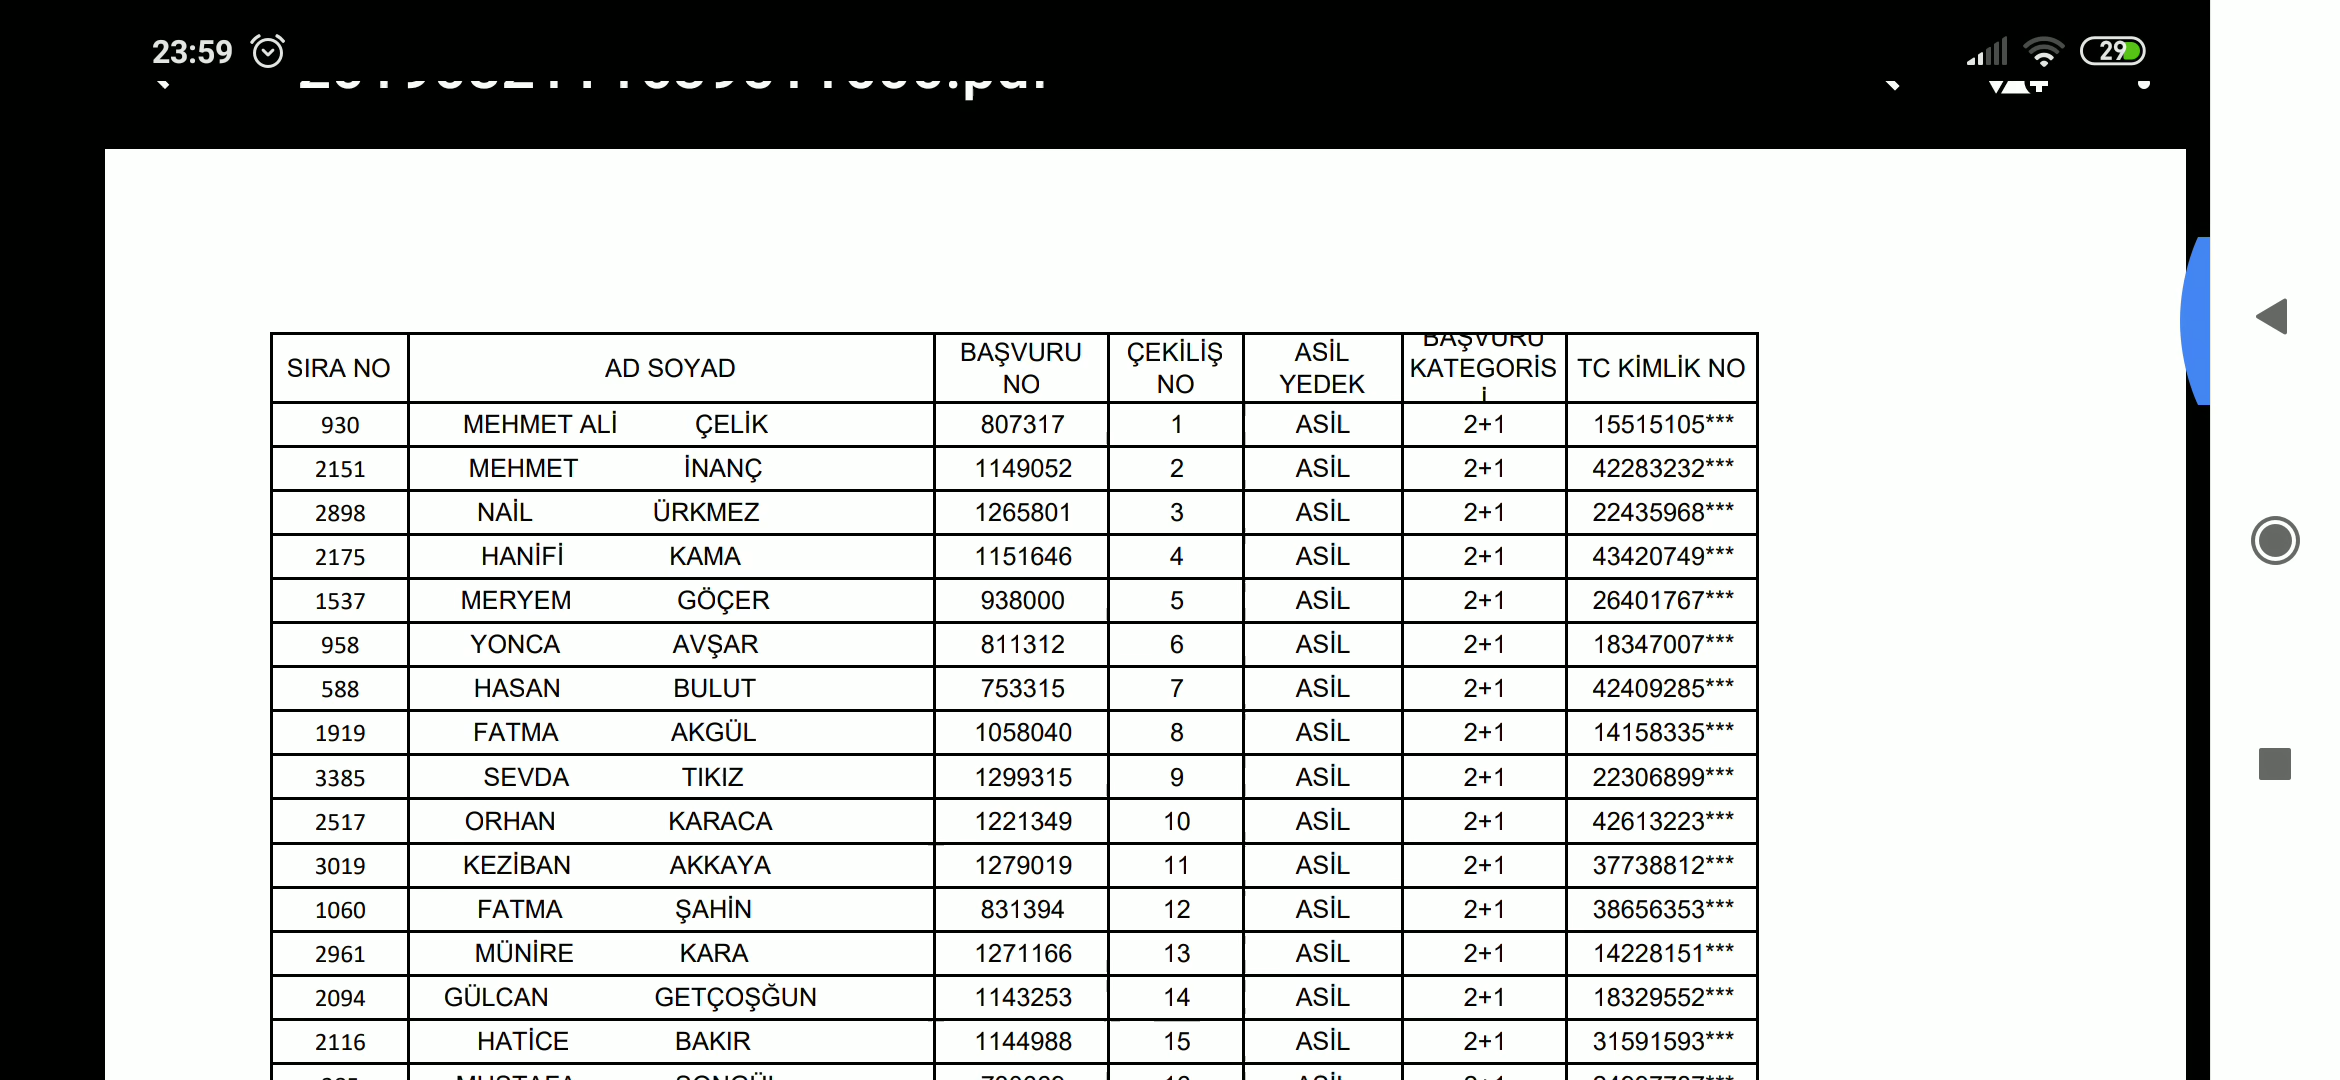 23:59 29
SIRA NO AD SOYAD BAŞVURU NO ÇEKİLİŞ NO ASİL YEDEK BAŞVURU KATEGORİSİ TC KİMLİK NO
930 MEHMET ALİ ÇELİK 807317 1 ASİL 2+1 15515105***
2151 MEHMET İNANÇ 1149052 2 ASİL 2+1 42283232***
2898 NAİL ÜRKMEZ 1265801 3 ASİL 2+1 22435968***
2175 HANİFİ KAMA 1151646 4 ASİL 2+1 43420749***
1537 MERYEM GÖÇER 938000 5 ASİL 2+1 26401767***
958 YONCA AVŞAR 811312 6 ASİL 2+1 18347007***
588 HASAN BULUT 753315 7 ASİL 2+1 42409285***
1919 FATMA AKGÜL 1058040 8 ASİL 2+1 14158335***
3385 SEVDA TIKIZ 1299315 9 ASİL 2+1 22306899***
2517 ORHAN KARACA 1221349 10 ASİL 2+1 42613223***
3019 KEZİBAN AKKAYA 1279019 11 ASİL 2+1 37738812***
1060 FATMA ŞAHİN 831394 12 ASİL 2+1 38656353***
2961 MÜNİRE KARA 1271166 13 ASİL 2+1 14228151***
2094 GÜLCAN GETÇOŞĞUN 1143253 14 ASİL 2+1 18329552***
2116 HATİCE BAKIR 1144988 15 ASİL 2+1 31591593***